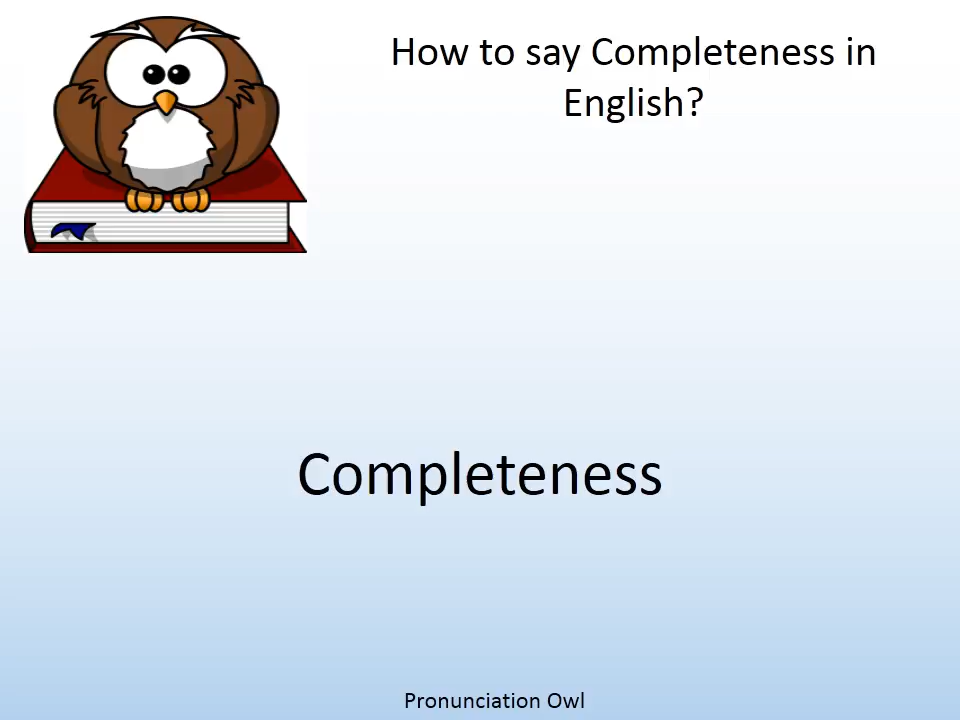 How to say Completeness in
English?
Completeness
Pronunciation Owl